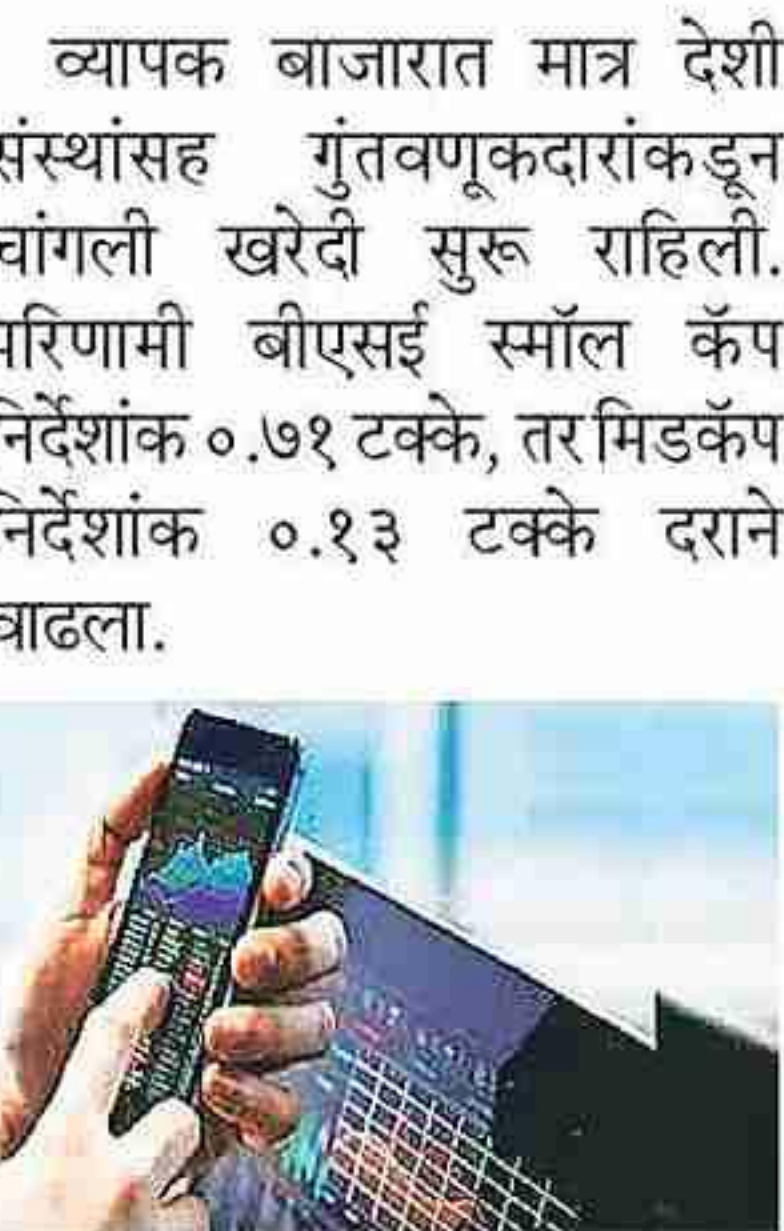 व्यापक बाजारात मात्र देशी
संस्थांसह गुंतवणूकदारांकडून
चांगली खरेदी सुरू राहिली.
परिणामी बीएसई स्मॉल कॅप
निर्देशांक ०.७१ टक्के, तर मिडकॅप
निर्देशांक ०.१३ टक्के दराने
वाढला.